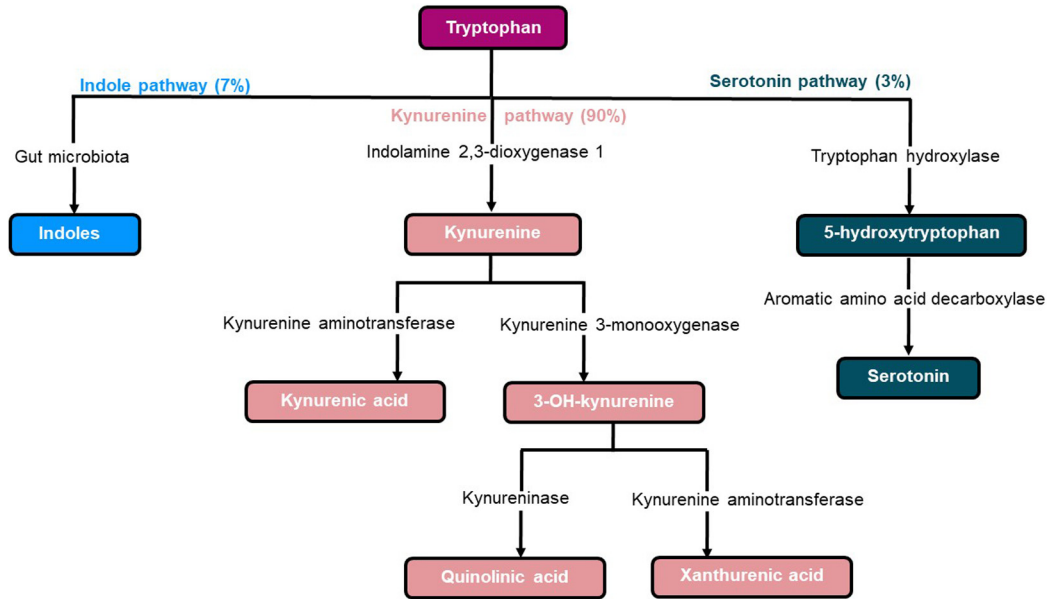 Tryptophan
Indole pathway (7%)
Serotonin pathway (3%)
Kynurenine pathway (90%)
Gut microbiota
Indolamine 2,3-dioxygenase 1
Tryptophan hydroxylase
Indoles
Kynurenine
5-hydroxytryptophan
Aromatic amino acid decarboxylase
Kynurenine aminotransferase
Kynurenine 3-monooxygenase
Serotonin
Kynurenic acid
3-OH-kynurenine
Kynureninase
Kynurenine aminotransferase
Quinolinic acid
Xanthurenic acid